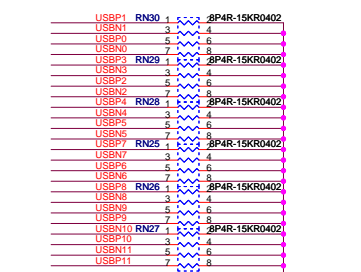 USBP1 RN30 1 2 8P4R-15KR0402
USBN1 3 4
USBP0 5 6
USBN0 7 8
USBP3 RN29 1 2 8P4R-15KR0402
USBN3 3 4
USBP2 5 6
USBN2 7 8
USBP4 RN28 1 2 8P4R-15KR0402
USBN4 3 4
USBP5 5 6
USBN5 7 8
USBP7 RN25 1 2 8P4R-15KR0402
USBN7 3 4
USBP6 5 6
USBN6 7 8
USBP8 RN26 1 2 8P4R-15KR0402
USBN8 3 4
USBN9 5 6
USBP9 7 8
USBN10 RN27 1 2 8P4R-15KR0402
USBP10 3 4
USBN11 5 6
USBP11 7 8